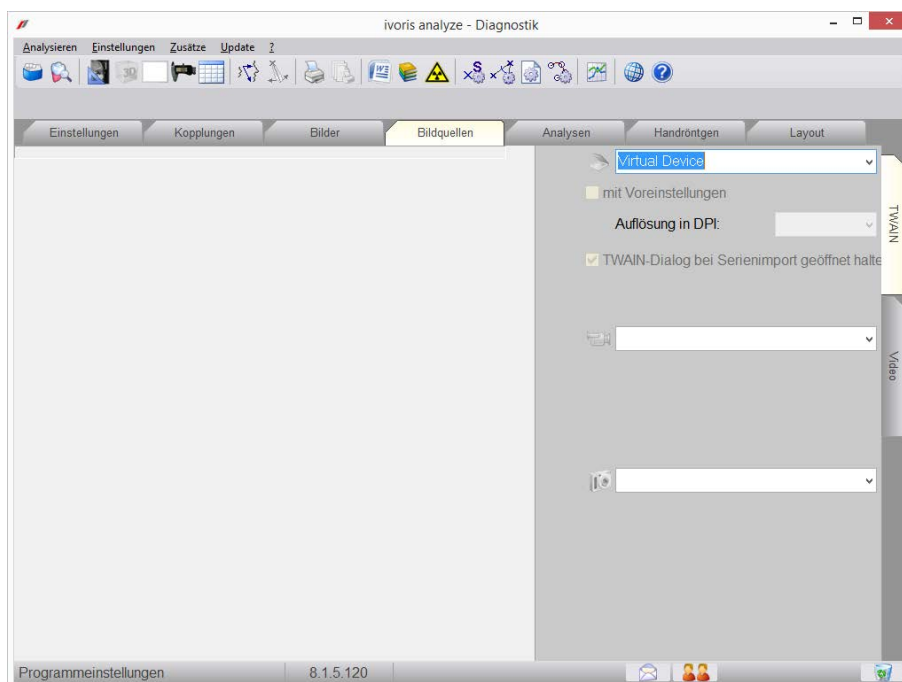 ivoris analyze - Diagnostik
Analysieren Einstellungen Zusätze Update ?
3D W S x x
Einstellungen Kopplungen Bilder Bildquellen Analysen Handröntgen Layout
Virtual Device
mit Voreinstellungen
Auflösung in DPI:
TWAIN-Dialog bei Serienimport geöffnet halte
TWAIN
Video
Programmeinstellungen 8.1.5.120